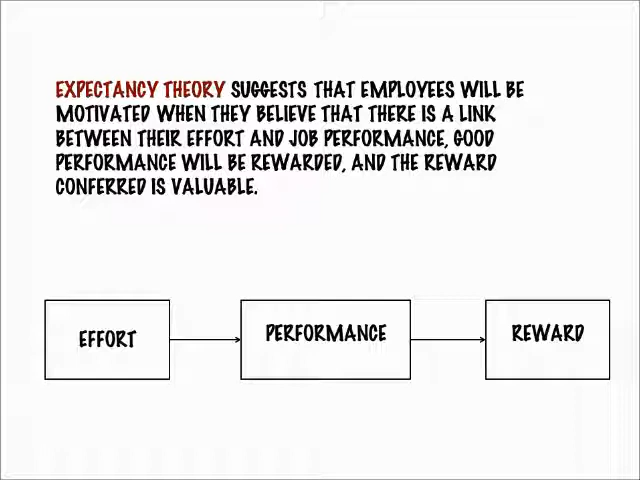 EXPECTANCY THEORY SUGGESTS THAT EMPLOYEES WILL BE
MOTIVATED WHEN THEY BELIEVE THAT THERE IS A LINK
BETWEEN THEIR EFFORT AND JOB PERFORMANCE, GOOD
PERFORMANCE WILL BE REWARDED, AND THE REWARD
CONFERRED IS VALUABLE.
EFFORT
PERFORMANCE
REWARD